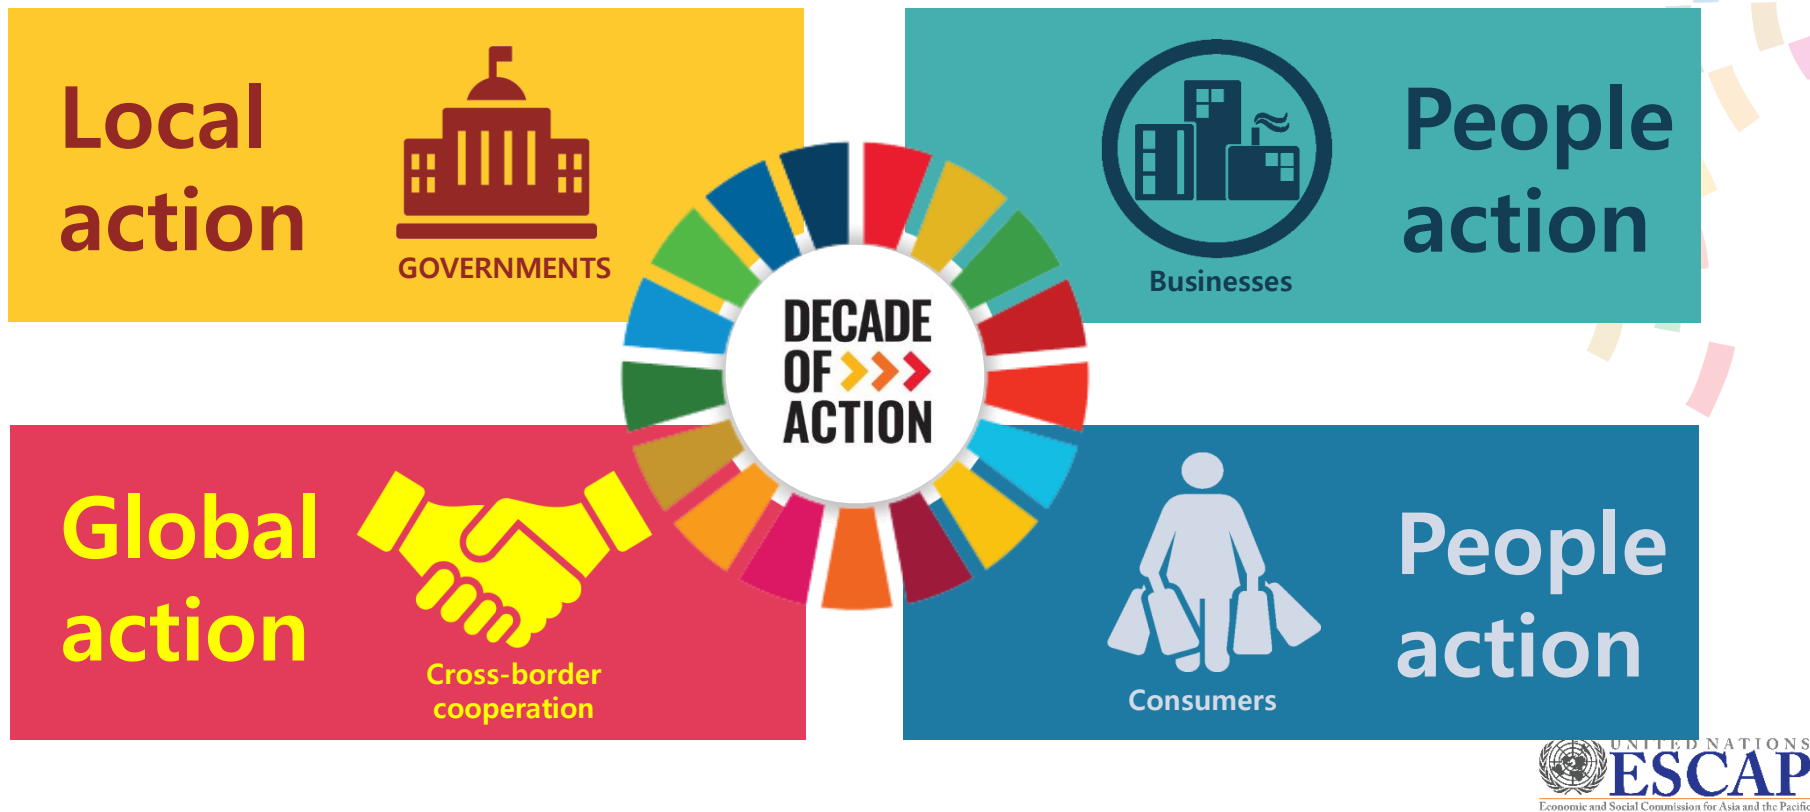 Local
action
GOVERNMENTS
People
action
Businesses
DECADE
OF
ACTION
Global
action
Cross-border
cooperation
People
action
Consumers
UNITED NATIONS
ESCAP
Economic and Social Commission for Asia and the Pacific